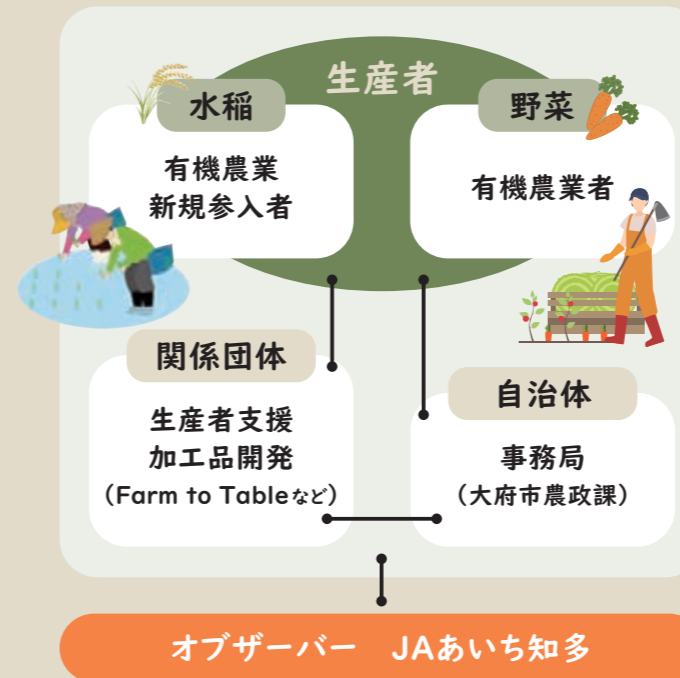 生産者
水稲
有機農業
新規参入者
野菜
有機農業者
関係団体
生産者支援
加工品開発
（Farm to Tableなど）
自治体
事務局
（大府市農政課）
オブザーバー　JAあいち知多